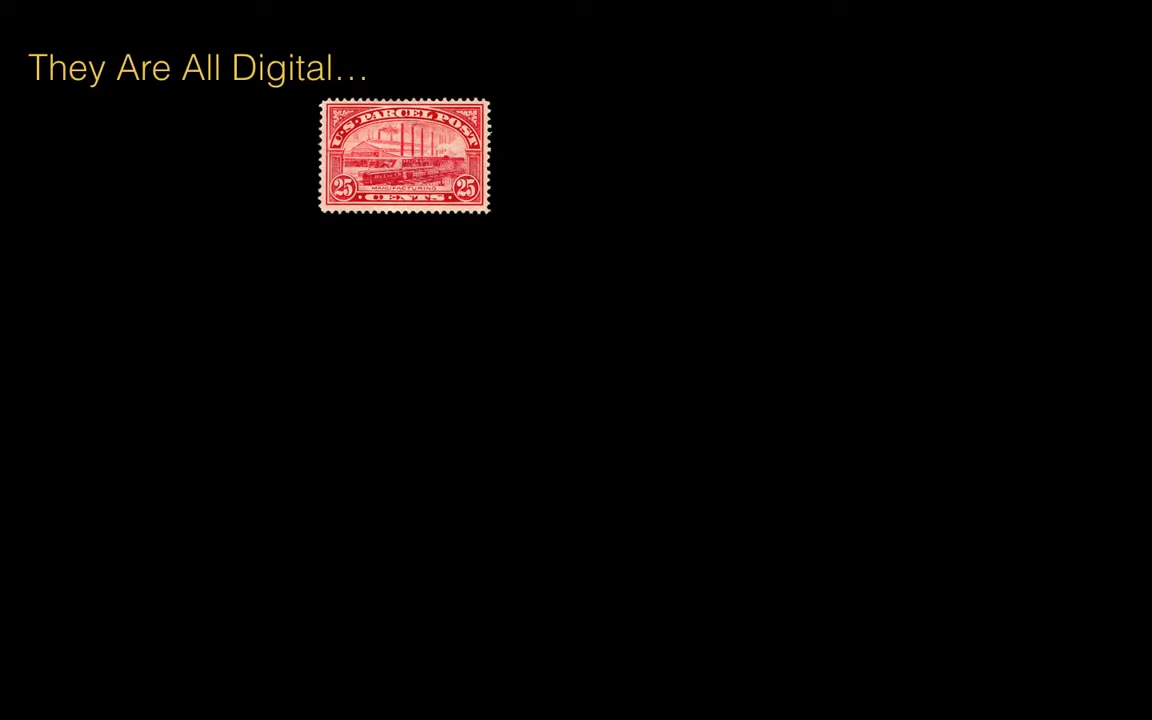 They Are All Digital…
U.S. PARCEL POST
MANUFACTURING
25 25
CENTS